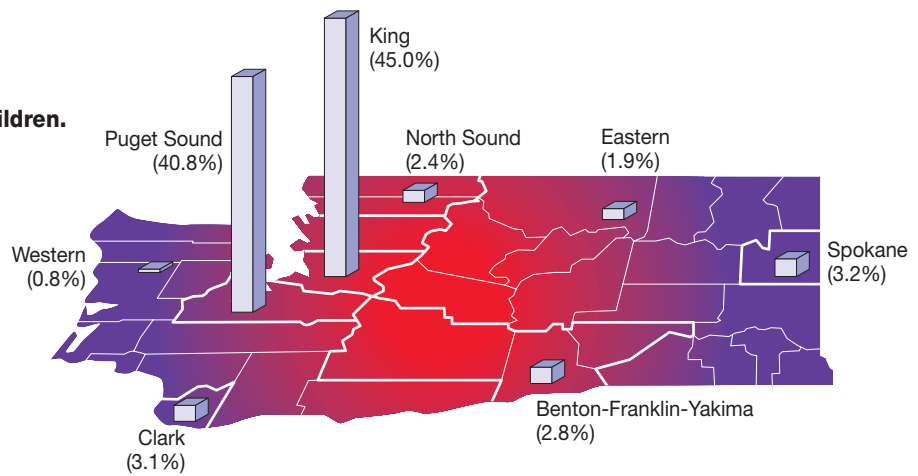 King
(45.0%)
Puget Sound
(40.8%)
North Sound
(2.4%)
Eastern
(1.9%)
Western
(0.8%)
Spokane
(3.2%)
Benton-Franklin-Yakima
(2.8%)
Clark
(3.1%)